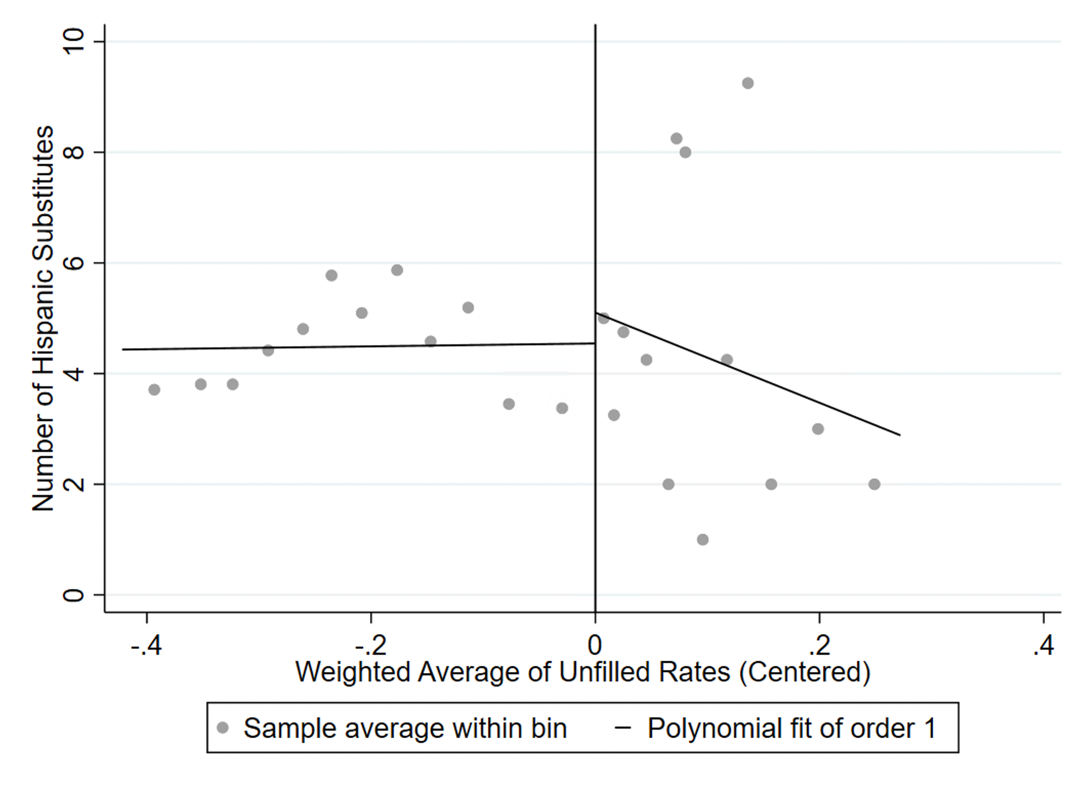 Number of Hispanic Substitutes
10
8
6
4
2
0
-.4 -.2 0 .2 .4
Weighted Average of Unfilled Rates (Centered)
Sample average within bin
Polynomial fit of order 1